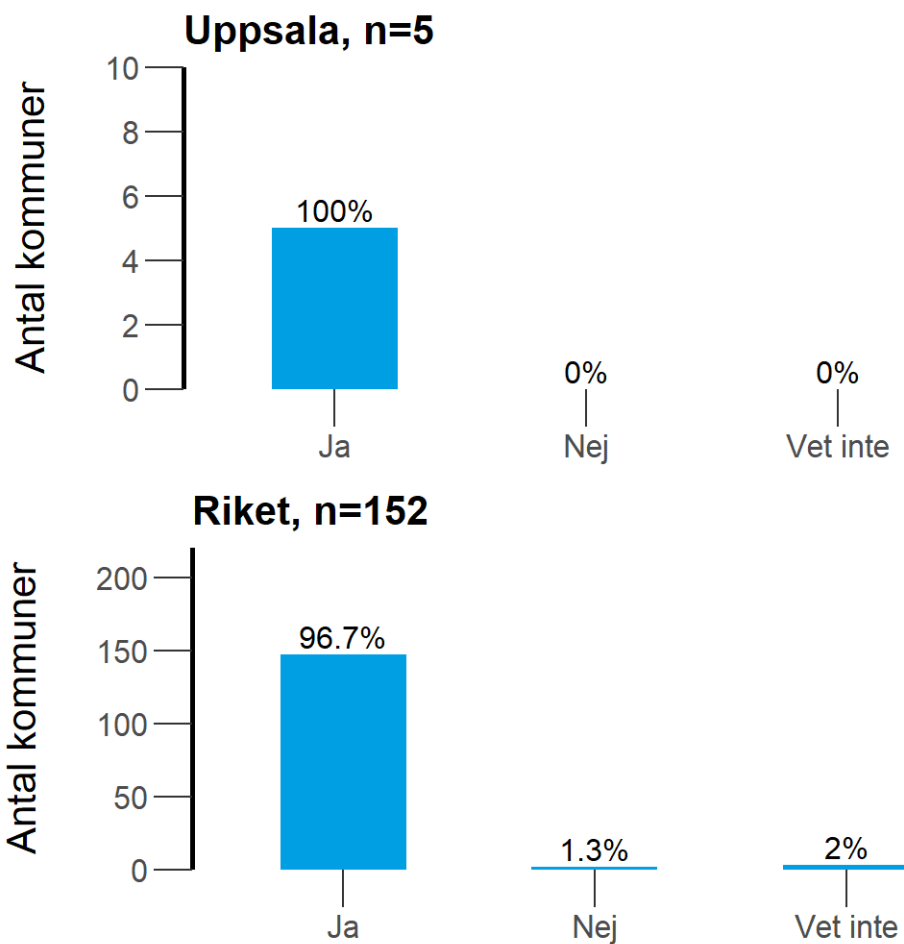 Uppsala, n=5
Antal kommuner
10
8
6
4
2
0
100%
0%
0%
Ja
Nej
Vet inte
Riket, n=152
Antal kommuner
200
150
100
50
0
96.7%
1.3%
2%
Ja
Nej
Vet inte